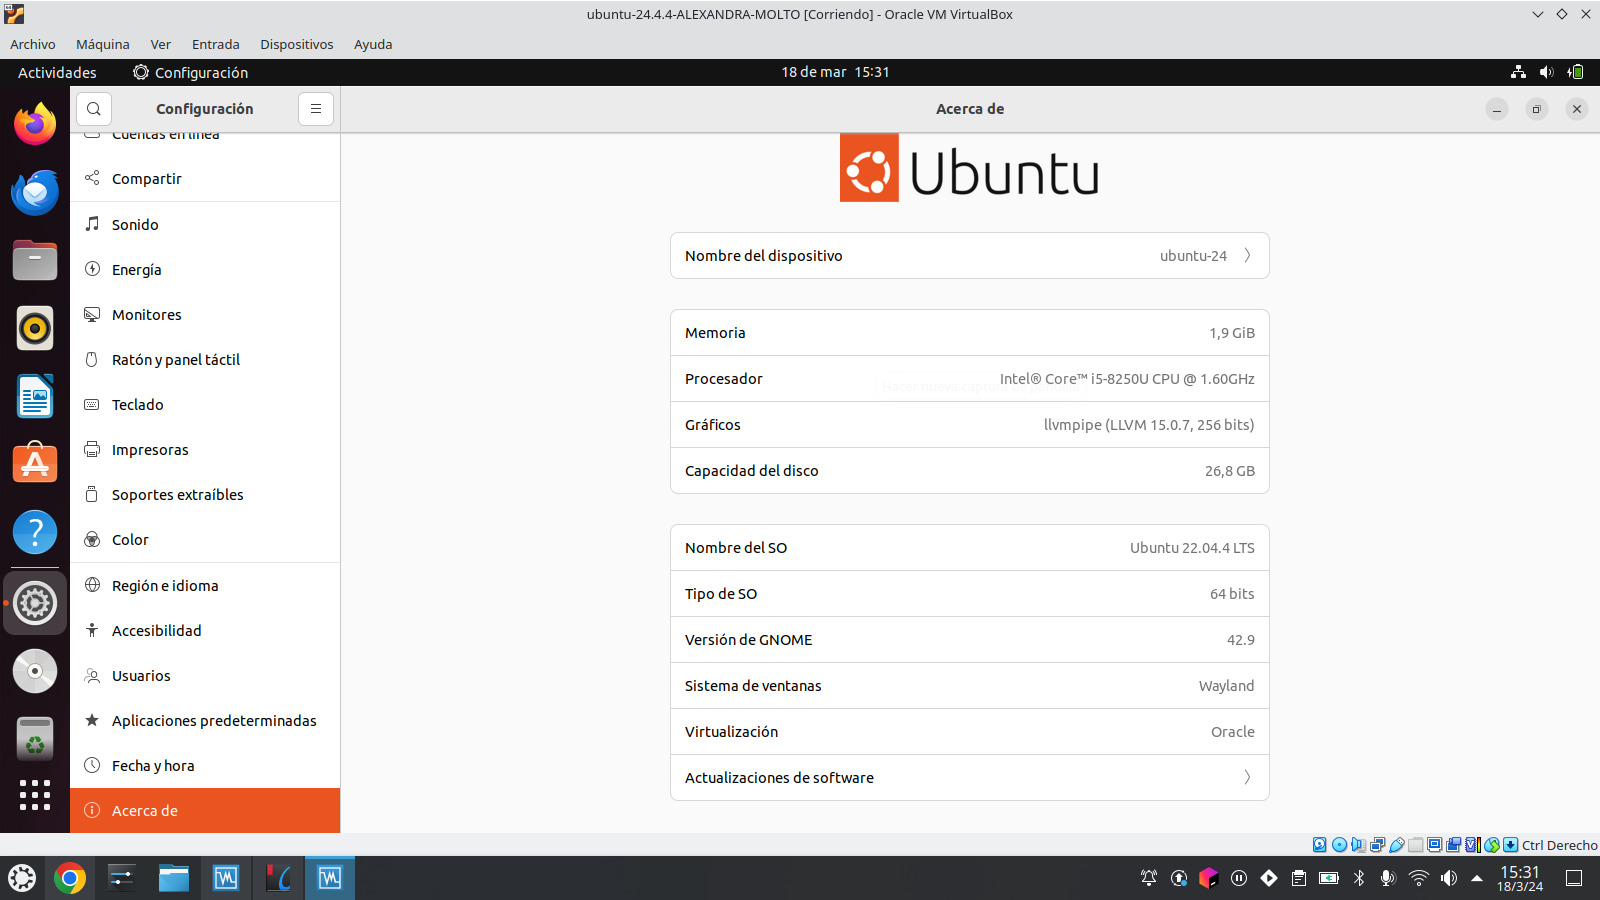 ubuntu-24.4.4-ALEXANDRA-MOLTO [Corriendo] - Oracle VM VirtualBox
Archivo Máquina Ver Entrada Dispositivos Ayuda
Actividades Configuración 18 de mar 15:31
Configuración
Acerca de
Cuentas en línea
Compartir
Sonido
Energía
Monitores
Ratón y panel táctil
Teclado
Impresoras
Soportes extraíbles
Color
Región e idioma
Accesibilidad
Usuarios
Aplicaciones predeterminadas
Fecha y hora
Acerca de
Ubuntu
Nombre del dispositivo ubuntu-24
Memoria 1,9 GiB
Procesador Intel® Core™ i5-8250U CPU @ 1.60GHz
Gráficos llvmpipe (LLVM 15.0.7, 256 bits)
Capacidad del disco 26,8 GB
Nombre del SO Ubuntu 22.04.4 LTS
Tipo de SO 64 bits
Versión de GNOME 42.9
Sistema de ventanas Wayland
Virtualización Oracle
Actualizaciones de software
Ctrl Derecho
15:31
18/3/24